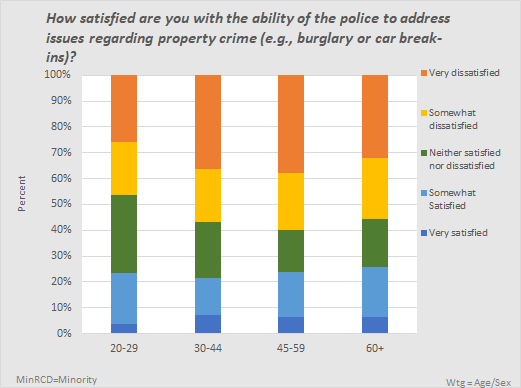 How satisfied are you with the ability of the police to address
issues regarding property crime (e.g., burglary or car break-
ins)?
100%
90%
80%
70%
60%
50%
40%
30%
20%
10%
0%
Percent
20-29
30-44
45-59
60+
Very dissatisfied
Somewhat
dissatisfied
Neither satisfied
nor dissatisfied
Somewhat
Satisfied
Very satisfied
MinRCD=Minority
Wtg = Age/Sex